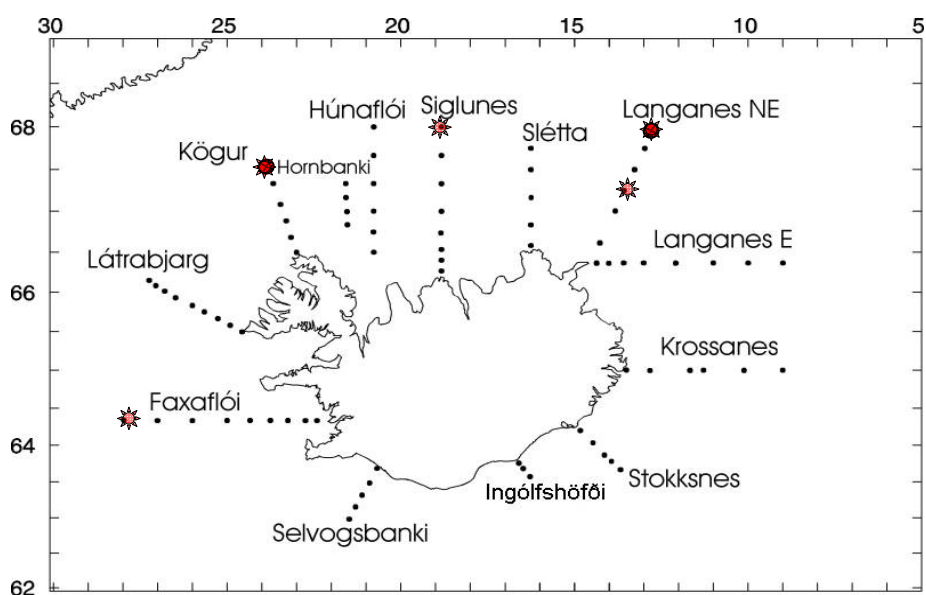 30 25 20 15 10 5
Húnaflói Siglunes Langanes NE
68 Slétta
Kögur Hornbanki
Langanes E
Látrabjarg
66
Krossanes
Faxaflói
64
Stokksnes
Ingólfshöfði
Selvogsbanki
62